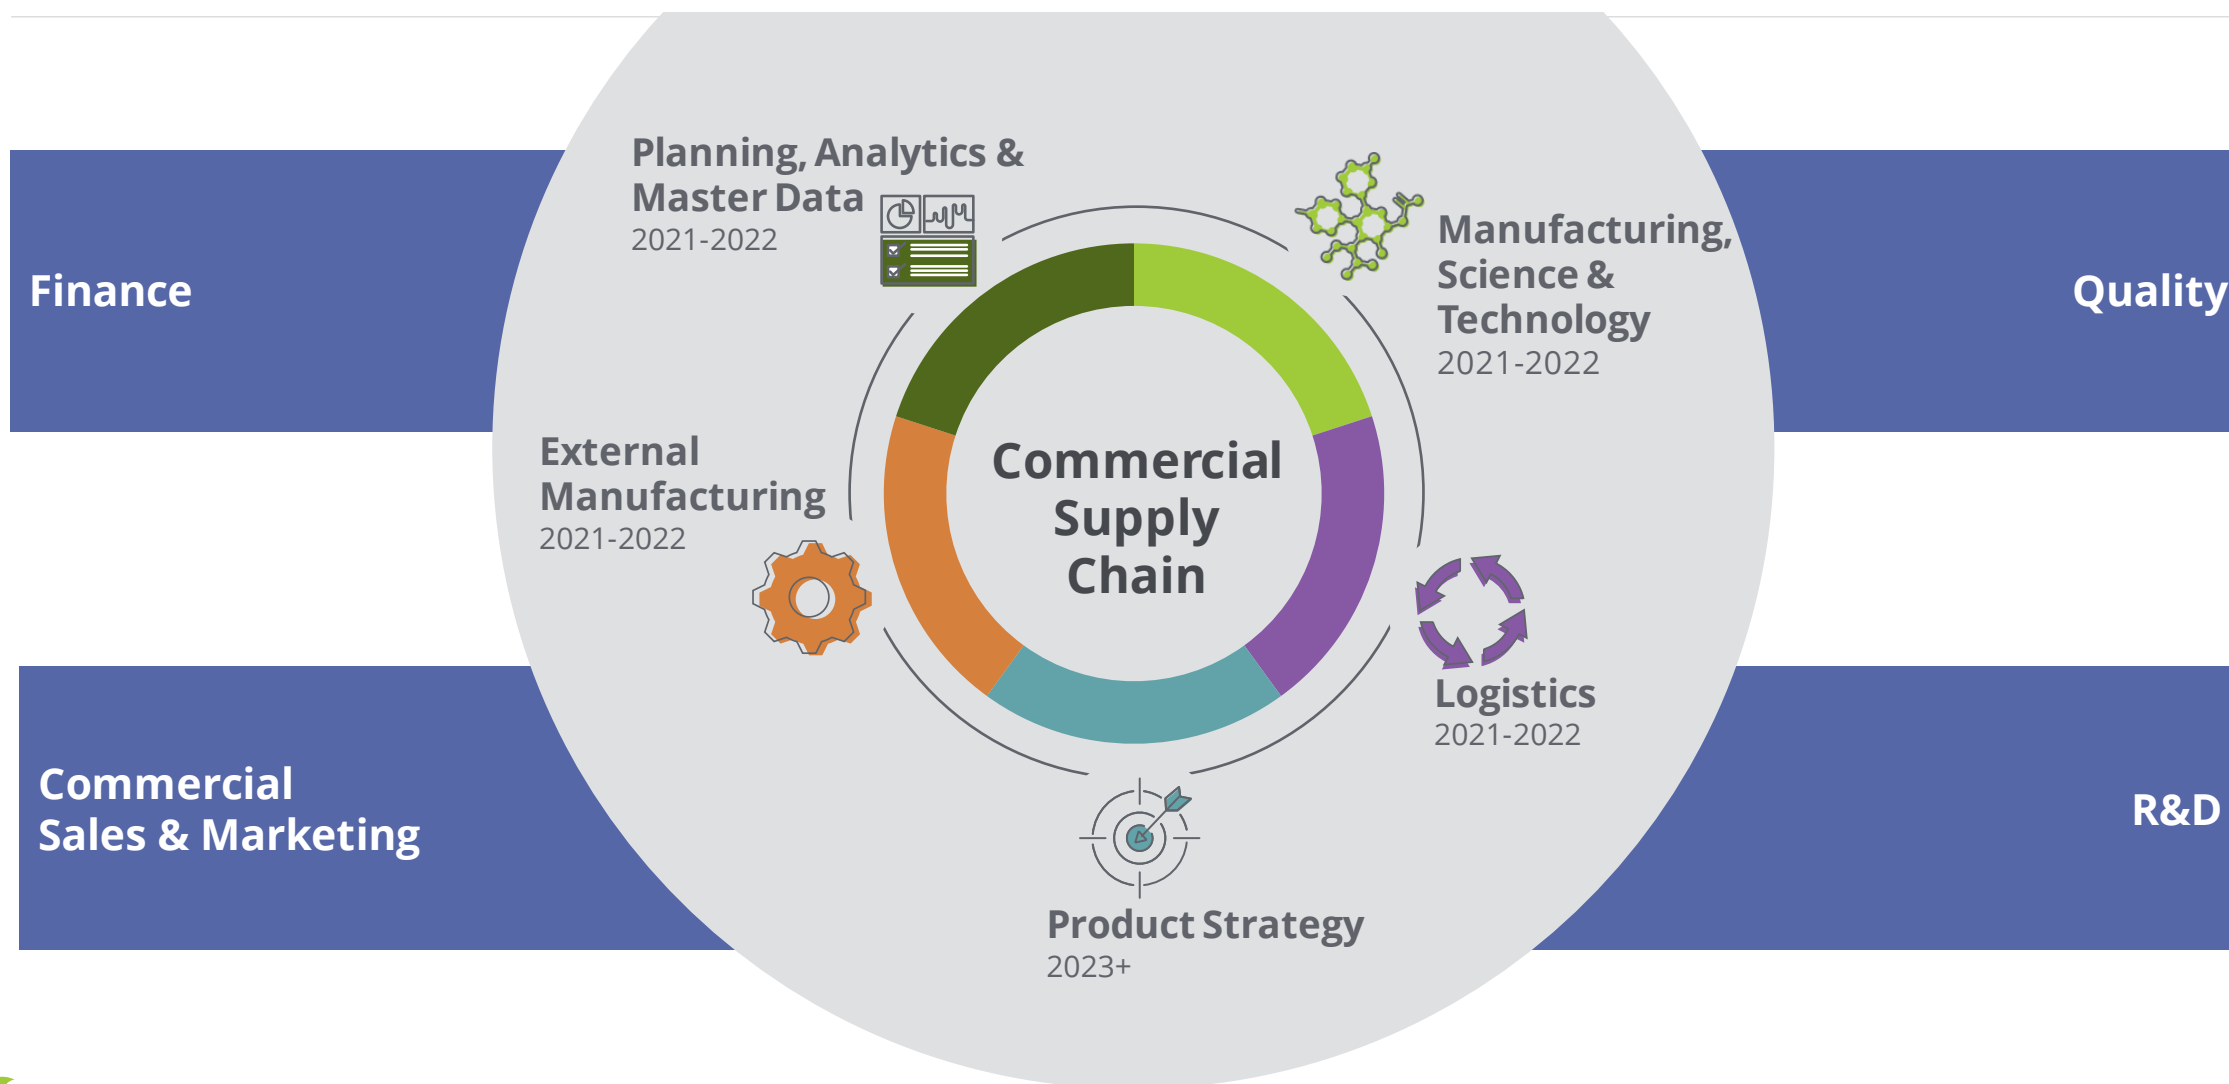 Planning, Analytics &
Master Data
2021-2022
Manufacturing,
Science &
Technology
2021-2022
Finance
Quality
External
Manufacturing
2021-2022
Commercial
Supply
Chain
Logistics
2021-2022
Commercial
Sales & Marketing
R&D
Product Strategy
2023+